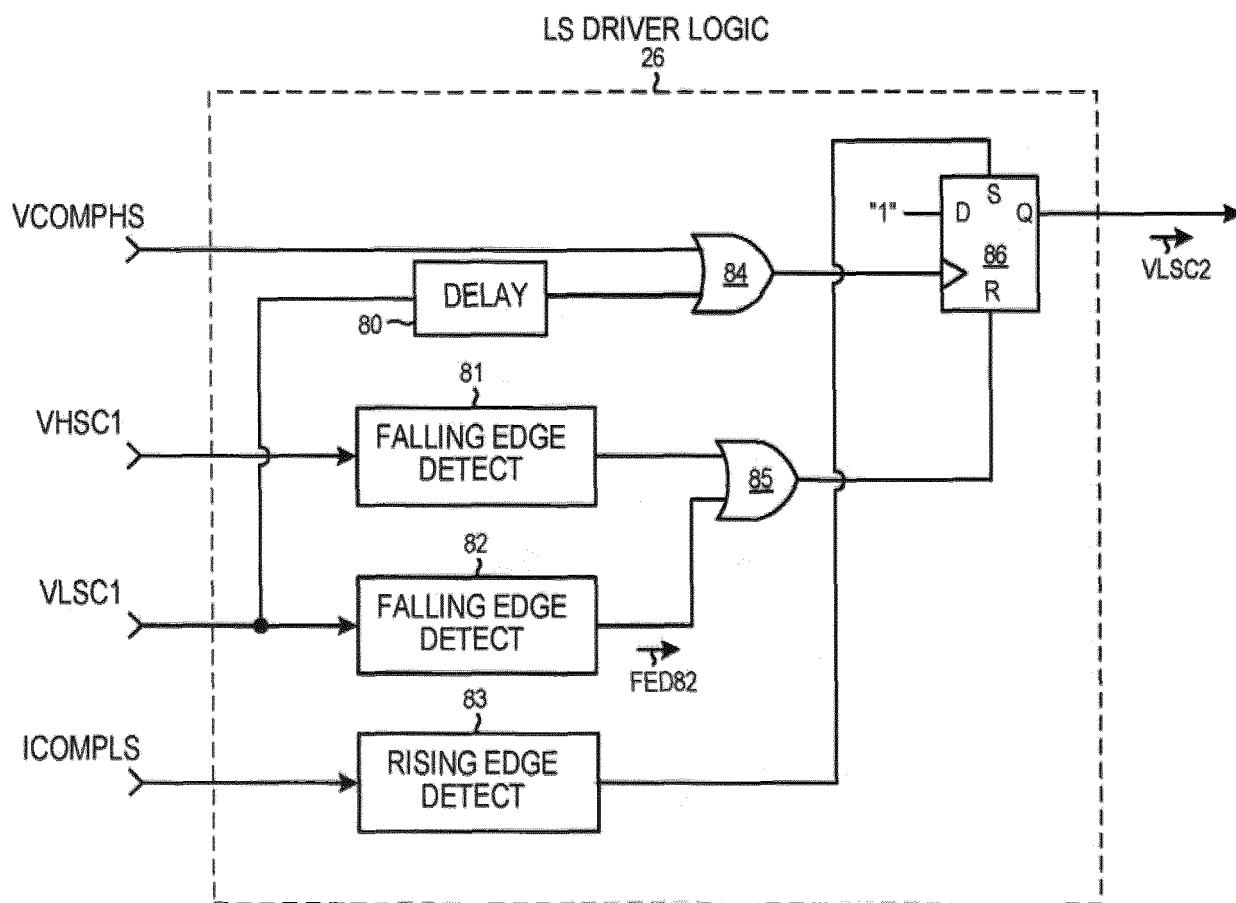 LS DRIVER LOGIC
26
VCOMPHS
"1"
D
S
Q
86
R
VLSC2
84
DELAY
80
VHSC1
81
FALLING EDGE
DETECT
85
VLSC1
82
FALLING EDGE
DETECT
FED82
ICOMPLS
83
RISING EDGE
DETECT